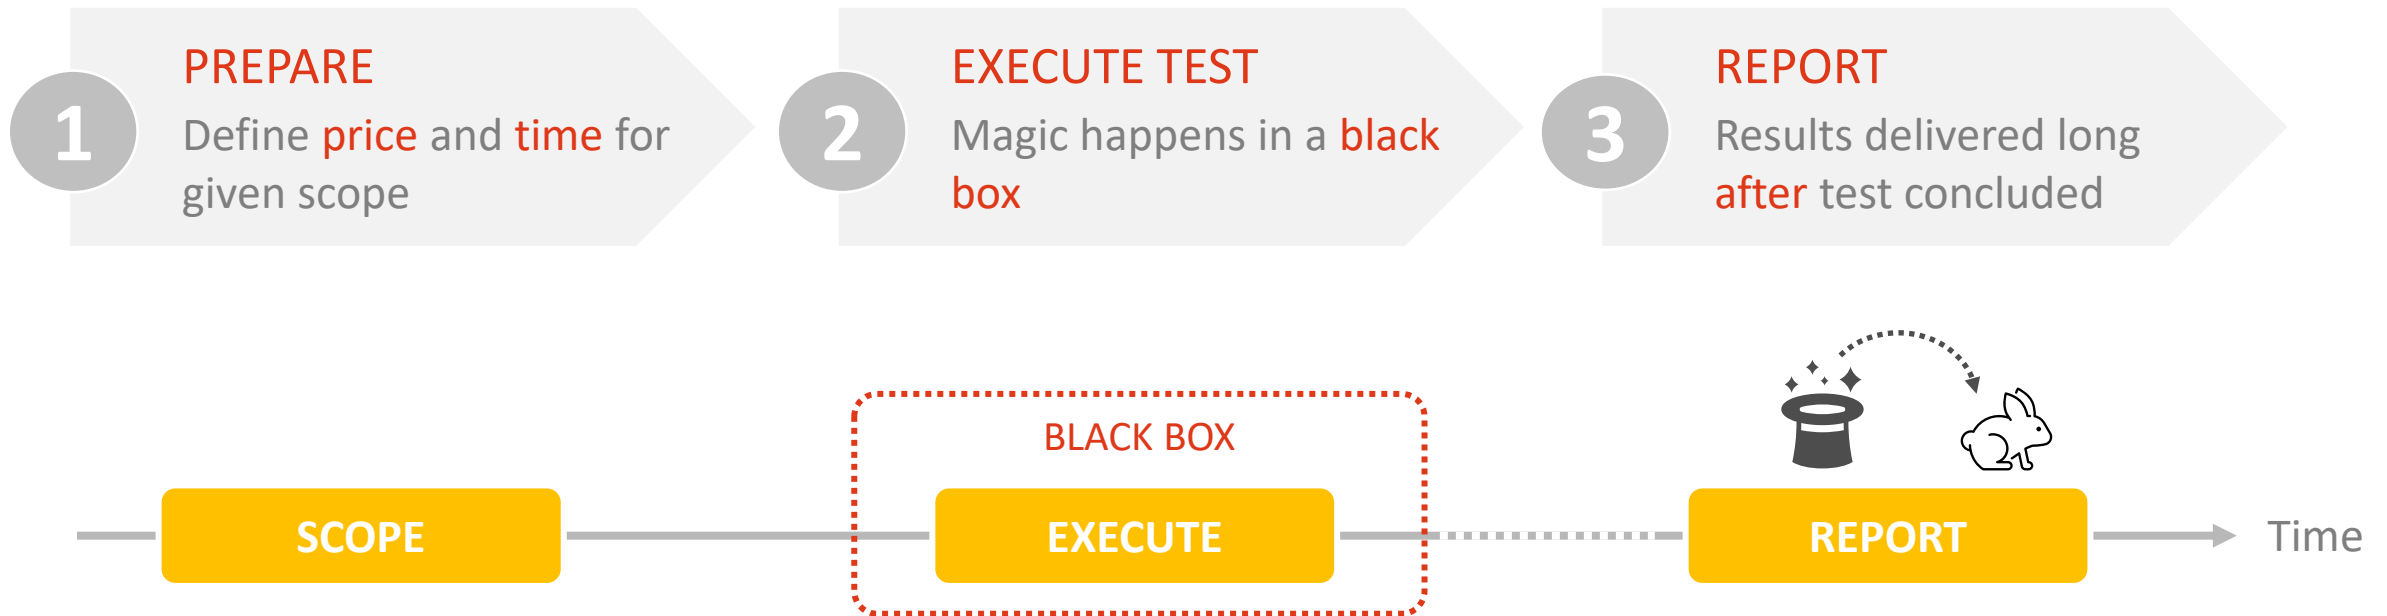 1
PREPARE
Define price and time for
given scope
2
EXECUTE TEST
Magic happens in a black
box
3
REPORT
Results delivered long
after test concluded
BLACK BOX
SCOPE
EXECUTE
REPORT
Time